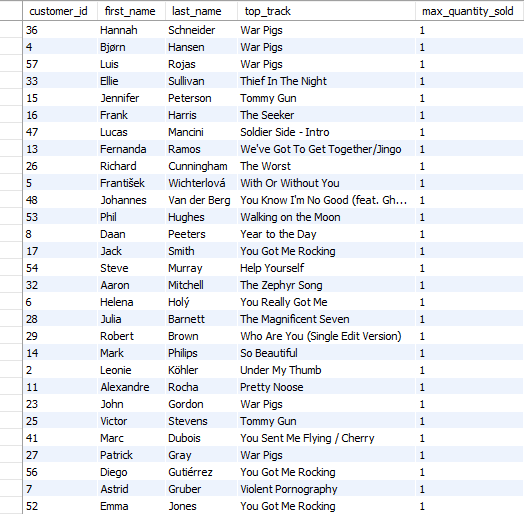 customer_id first_name last_name top_track max_quantity_sold
36 Hannah Schneider War Pigs 1
4 Bjørn Hansen War Pigs 1
57 Luis Rojas War Pigs 1
33 Ellie Sullivan Thief In The Night 1
15 Jennifer Peterson Tommy Gun 1
16 Frank Harris The Seeker 1
47 Lucas Mancini Soldier Side - Intro 1
13 Fernanda Ramos We've Got To Get Together/Jingo 1
26 Richard Cunningham The Worst 1
5 František Wichterlová With Or Without You 1
48 Johannes Van der Berg You Know I'm No Good (feat. Gh... 1
53 Phil Hughes Walking on the Moon 1
8 Daan Peeters Year to the Day 1
17 Jack Smith You Got Me Rocking 1
54 Steve Murray Help Yourself 1
32 Aaron Mitchell The Zephyr Song 1
6 Helena Holý You Really Got Me 1
28 Julia Barnett The Magnificent Seven 1
29 Robert Brown Who Are You (Single Edit Version) 1
14 Mark Philips So Beautiful 1
2 Leonie Köhler Under My Thumb 1
11 Alexandre Rocha Pretty Noose 1
23 John Gordon War Pigs 1
25 Victor Stevens Tommy Gun 1
41 Marc Dubois You Sent Me Flying / Cherry 1
27 Patrick Gray War Pigs 1
56 Diego Gutiérrez You Got Me Rocking 1
7 Astrid Gruber Violent Pornography 1
52 Emma Jones You Got Me Rocking 1